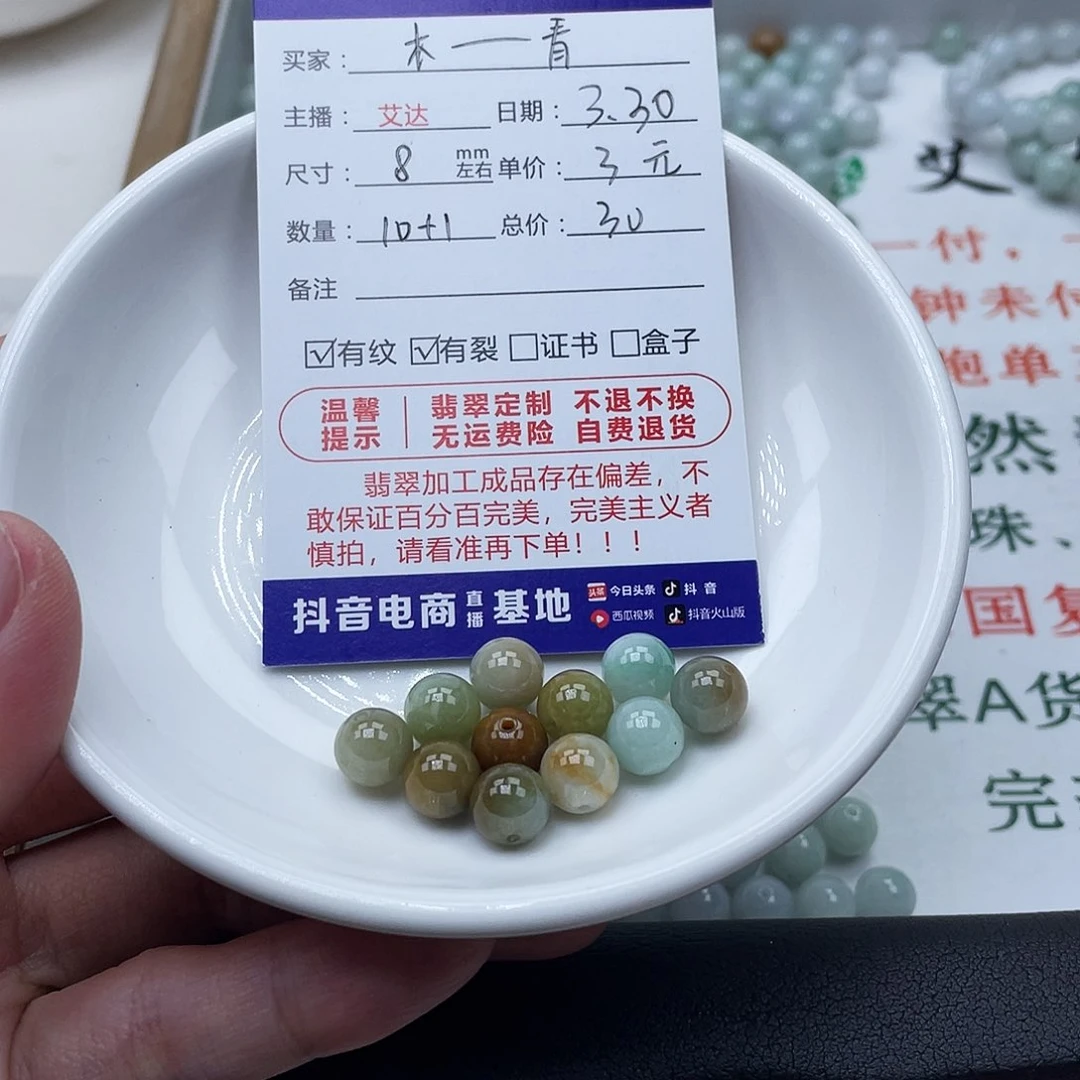 买家：本一看
主播：艾达 日期：3.30
尺寸：8 mm左右 单价：3元
数量：10+1 总价：30
备注
☑有纹 ☑有裂 □证书 □盒子
温馨提示 翡翠定制 不退不换
无运费险 自费退货
翡翠加工成品存在偏差，不
敢保证百分百完美，完美主义者
慎拍，请看准再下单！！！
抖音电商直播基地
头条 今日头条 抖音
西瓜视频 抖音火山版
艾
一付，
钟未付
单
然
珠、
国
翠A货
完